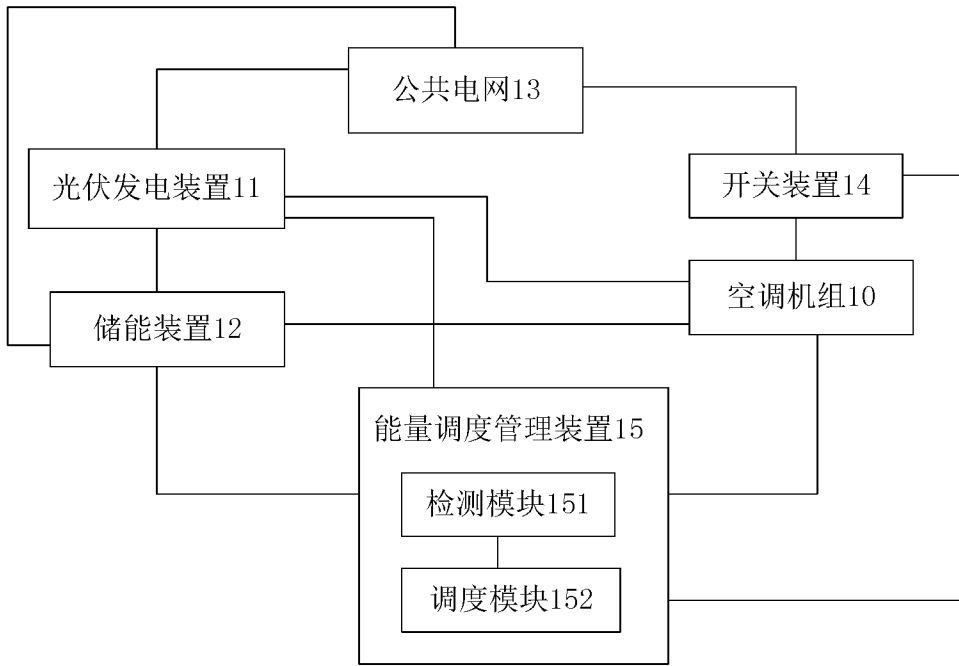 公共电网13
光伏发电装置11
开关装置14
储能装置12
空调机组10
能量调度管理装置15
检测模块151
调度模块152